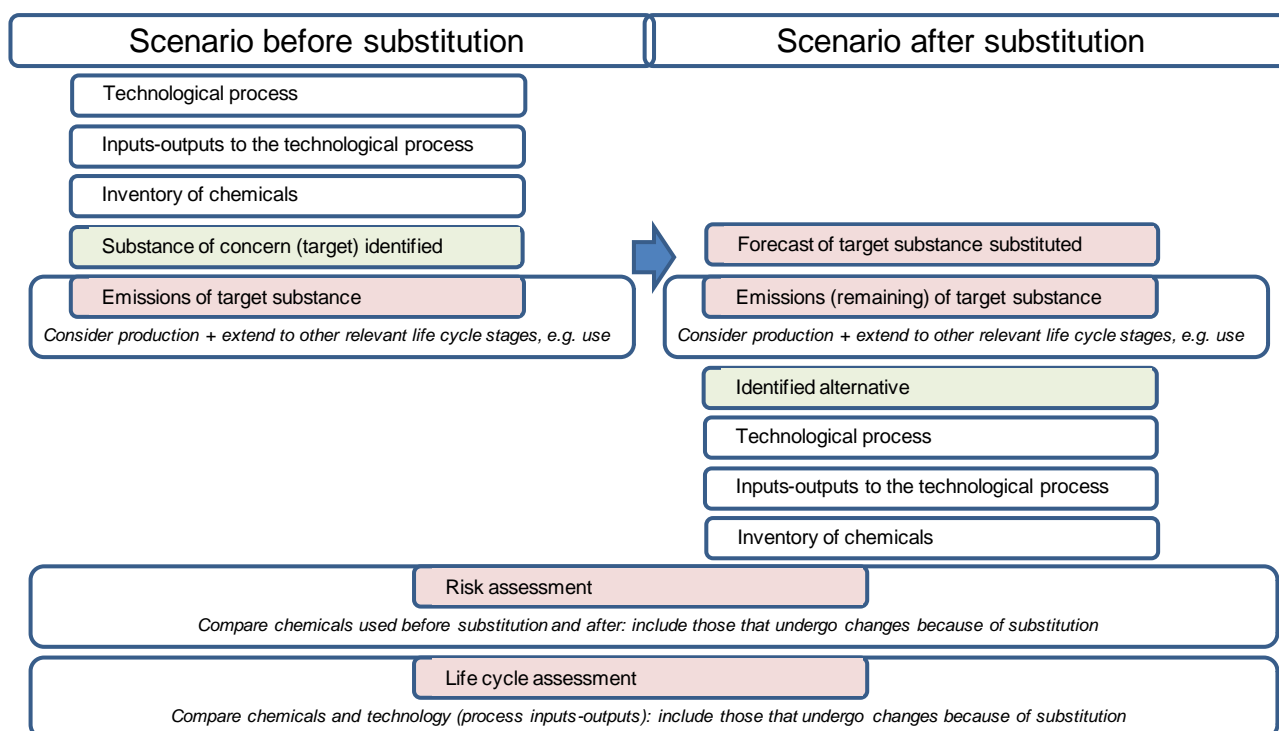 Scenario before substitution
Scenario after substitution
Technological process
Inputs-outputs to the technological process
Inventory of chemicals
Substance of concern (target) identified
Emissions of target substance
Consider production + extend to other relevant life cycle stages, e.g. use
Forecast of target substance substituted
Emissions (remaining) of target substance
Consider production + extend to other relevant life cycle stages, e.g. use
Identified alternative
Technological process
Inputs-outputs to the technological process
Inventory of chemicals
Risk assessment
Compare chemicals used before substitution and after: include those that undergo changes because of substitution
Life cycle assessment
Compare chemicals and technology (process inputs-outputs): include those that undergo changes because of substitution